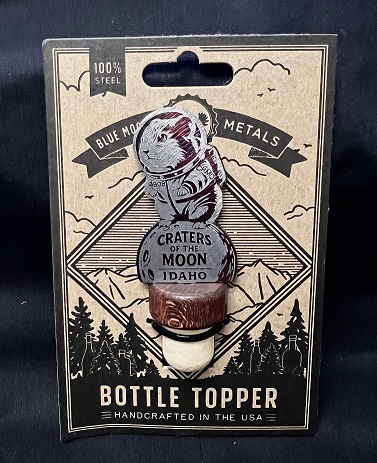 100%
STEEL
BLUE MOON METALS
CRATERS
OF THE
MOON
IDAHO
BOTTLE TOPPER
HANDCRAFTED IN THE USA